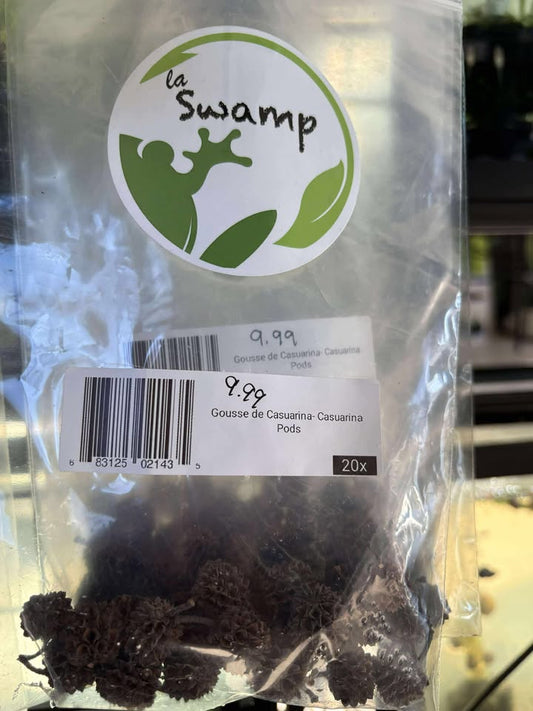 la
Swamp
9.99
Gousse de Casuarina- Casuarina
Pods
9.99
Gousse de Casuarina- Casuarina
Pods
6 83125 02143 5
20x